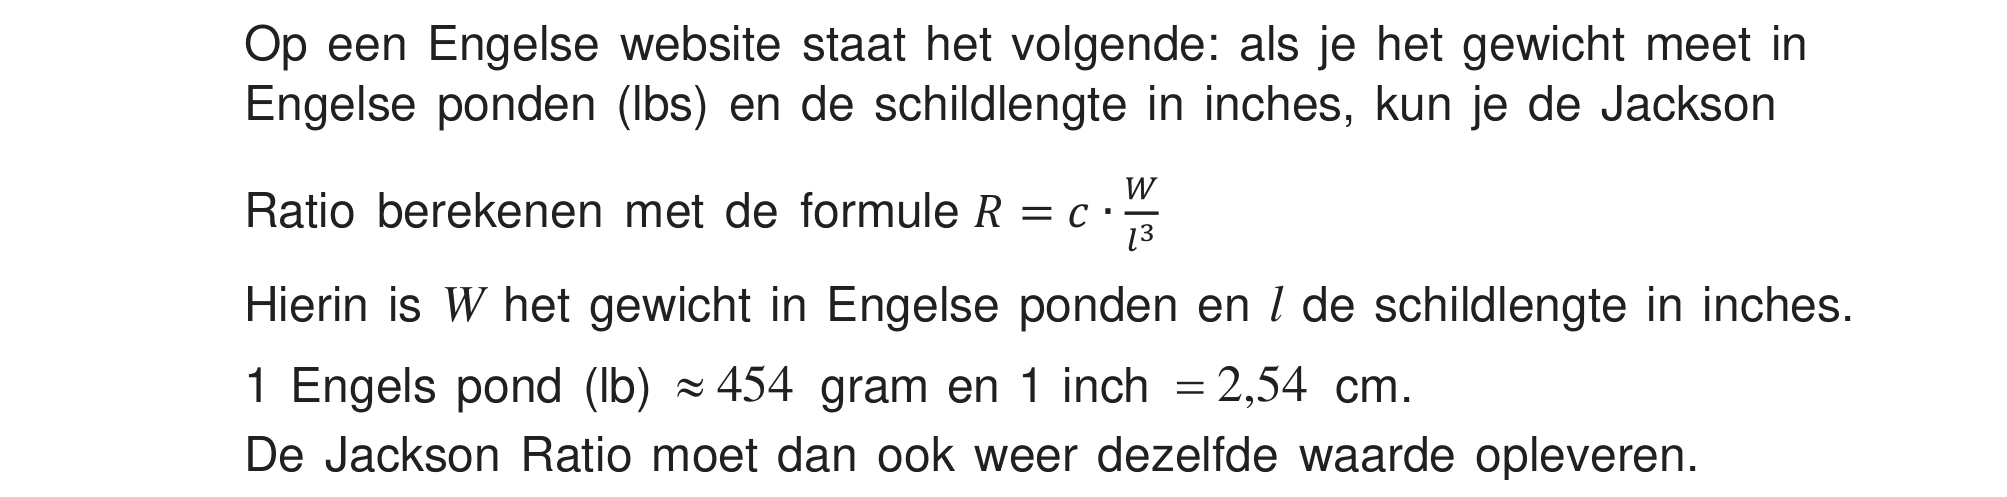 Op een Engelse website staat het volgende: als je het gewicht meet in
Engelse ponden (lbs) en de schildlengte in inches, kun je de Jackson
Ratio berekenen met de formule R = c · W/l³
Hierin is W het gewicht in Engelse ponden en l de schildlengte in inches.
1 Engels pond (lb) ≈ 454 gram en 1 inch = 2,54 cm.
De Jackson Ratio moet dan ook weer dezelfde waarde opleveren.